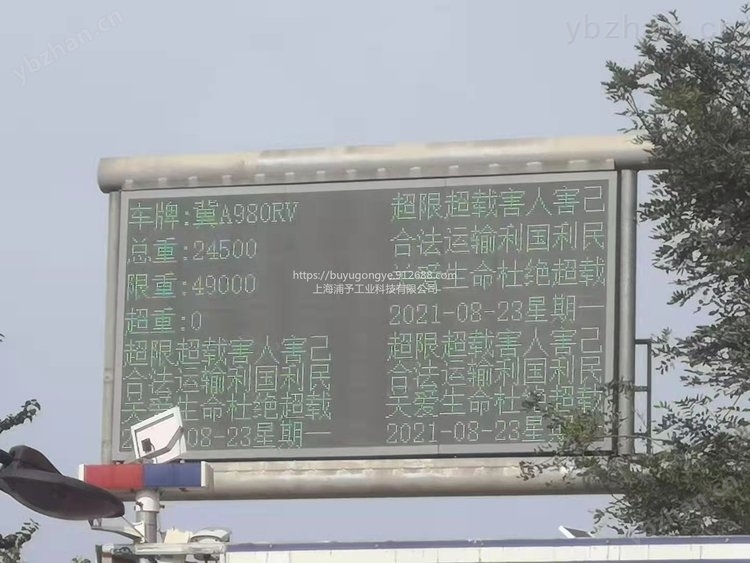 ybzhan.cn
ybzhan.cn
车牌:冀A980RV
总重:24500
限重:49000
超重:0
超限超载害人害己
合法运输利国利民
关爱生命杜绝超载
2021-08-23星期一
https://buyugongye.912688.com
上海浦予工业科技有限公司
超限超载害人害己
合法运输利国利民
关爱生命杜绝超载
08-23星期一
超限超载害人害己
合法运输利国利民
关爱生命杜绝超载
2021-08-23星期一